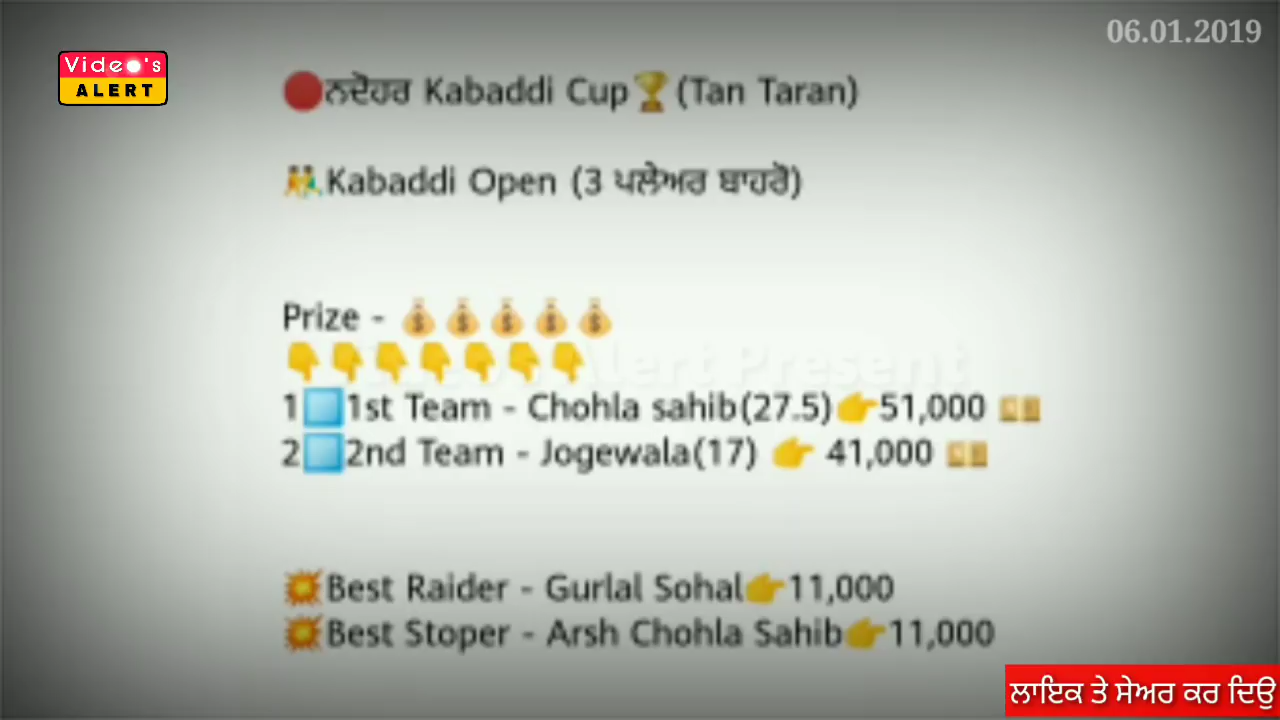 06.01.2019
Video's
ALERT
🔴ਨਦੋਹਰ Kabaddi Cup🏆 (Tan Taran)
🤼Kabaddi Open (3 ਪਲੇਅਰ ਬਾਹਰੋ)
Prize - 💰💰💰💰💰
👇👇👇👇👇👇👇
Alert Present
1🟦1st Team - Chohla sahib(27.5)👉51,000 💴
2🟦2nd Team - Jogewala(17) 👉 41,000 💴
💥Best Raider - Gurlal Sohal👉11,000
💥Best Stoper - Arsh Chohla Sahib👉11,000
ਲਾਇਕ ਤੇ ਸੇਅਰ ਕਰ ਦਿਉ